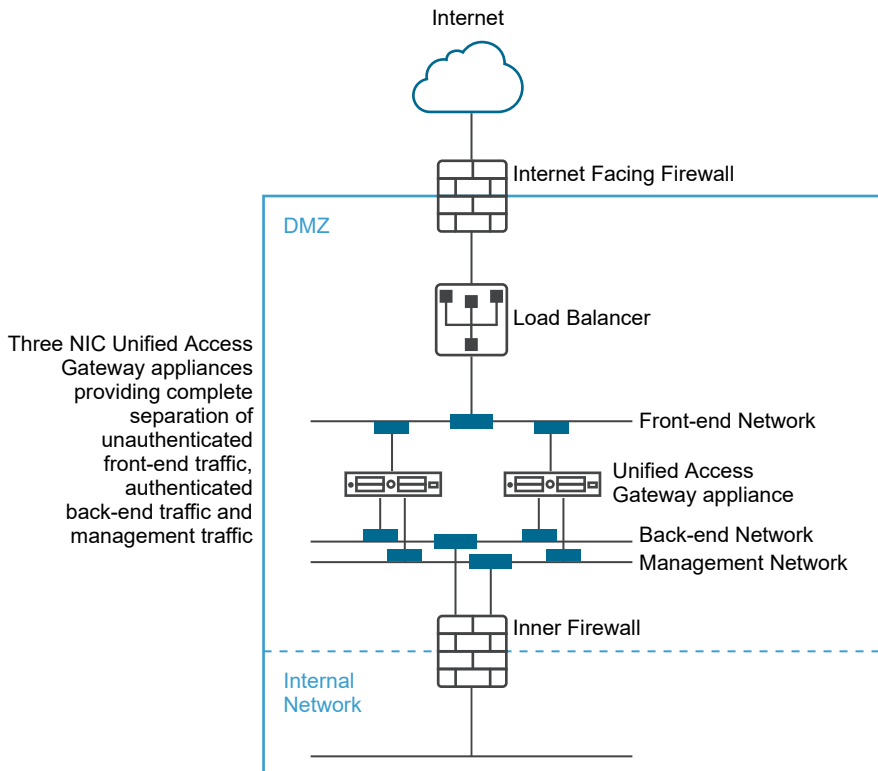 Internet
Internet Facing Firewall
DMZ
Load Balancer
Three NIC Unified Access
Gateway appliances
providing complete
separation of
unauthenticated
front-end traffic,
authenticated
back-end traffic and
management traffic
Front-end Network
Unified Access
Gateway appliance
Back-end Network
Management Network
Inner Firewall
Internal
Network